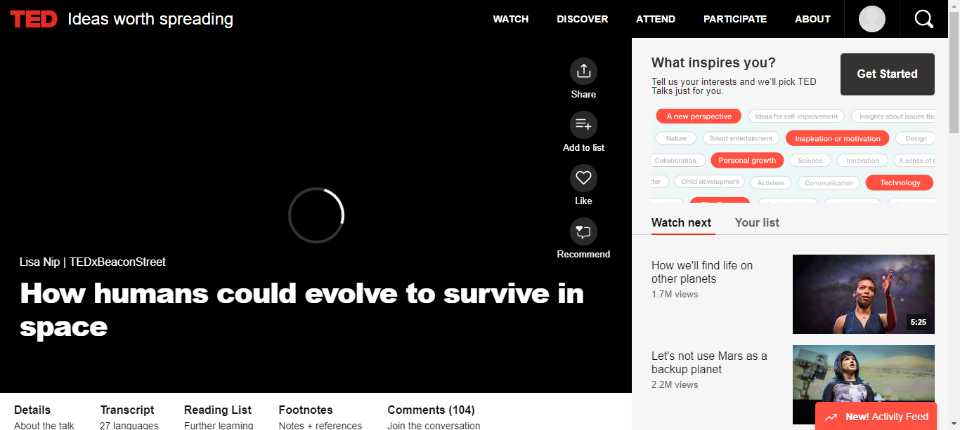 TED Ideas worth spreading
WATCH DISCOVER ATTEND PARTICIPATE ABOUT
Share
Add to list
Like
Recommend
Lisa Nip | TEDxBeaconStreet
How humans could evolve to survive in
space
Details
About the talk
Transcript
27 languages
Reading List
Further learning
Footnotes
Notes + references
Comments (104)
Join the conversation
What inspires you?
Tell us your interests and we'll pick TED
Talks just for you.
Get Started
A new perspective Ideas for self-improvement Insights about issues
Nature Smart entertainment Inspiration or motivation Design
Collaboration Personal growth Science Innovation A sense of
Child development Activism Communication Technology
Watch next Your list
How we'll find life on
other planets
1.7M views
5:25
Let's not use Mars as a
backup planet
2.2M views
New! Activity Feed